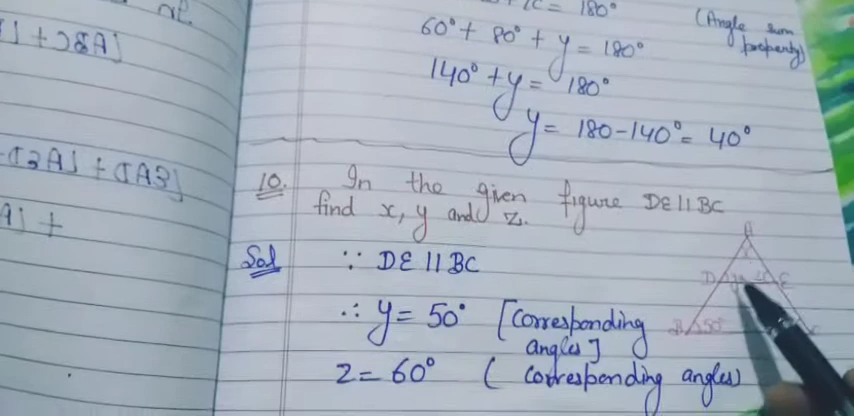 = 180°
(Angle sum
property)
60° + 80° + y = 180°
140° + y = 180°
y = 180-140° = 40°
10. In the given figure DE || BC
find x, y and z.
Sol ∵ DE || BC
∴ y = 50° [Corresponding
angles]
z = 60° ( corresponding angles)
A
D E
B 50°